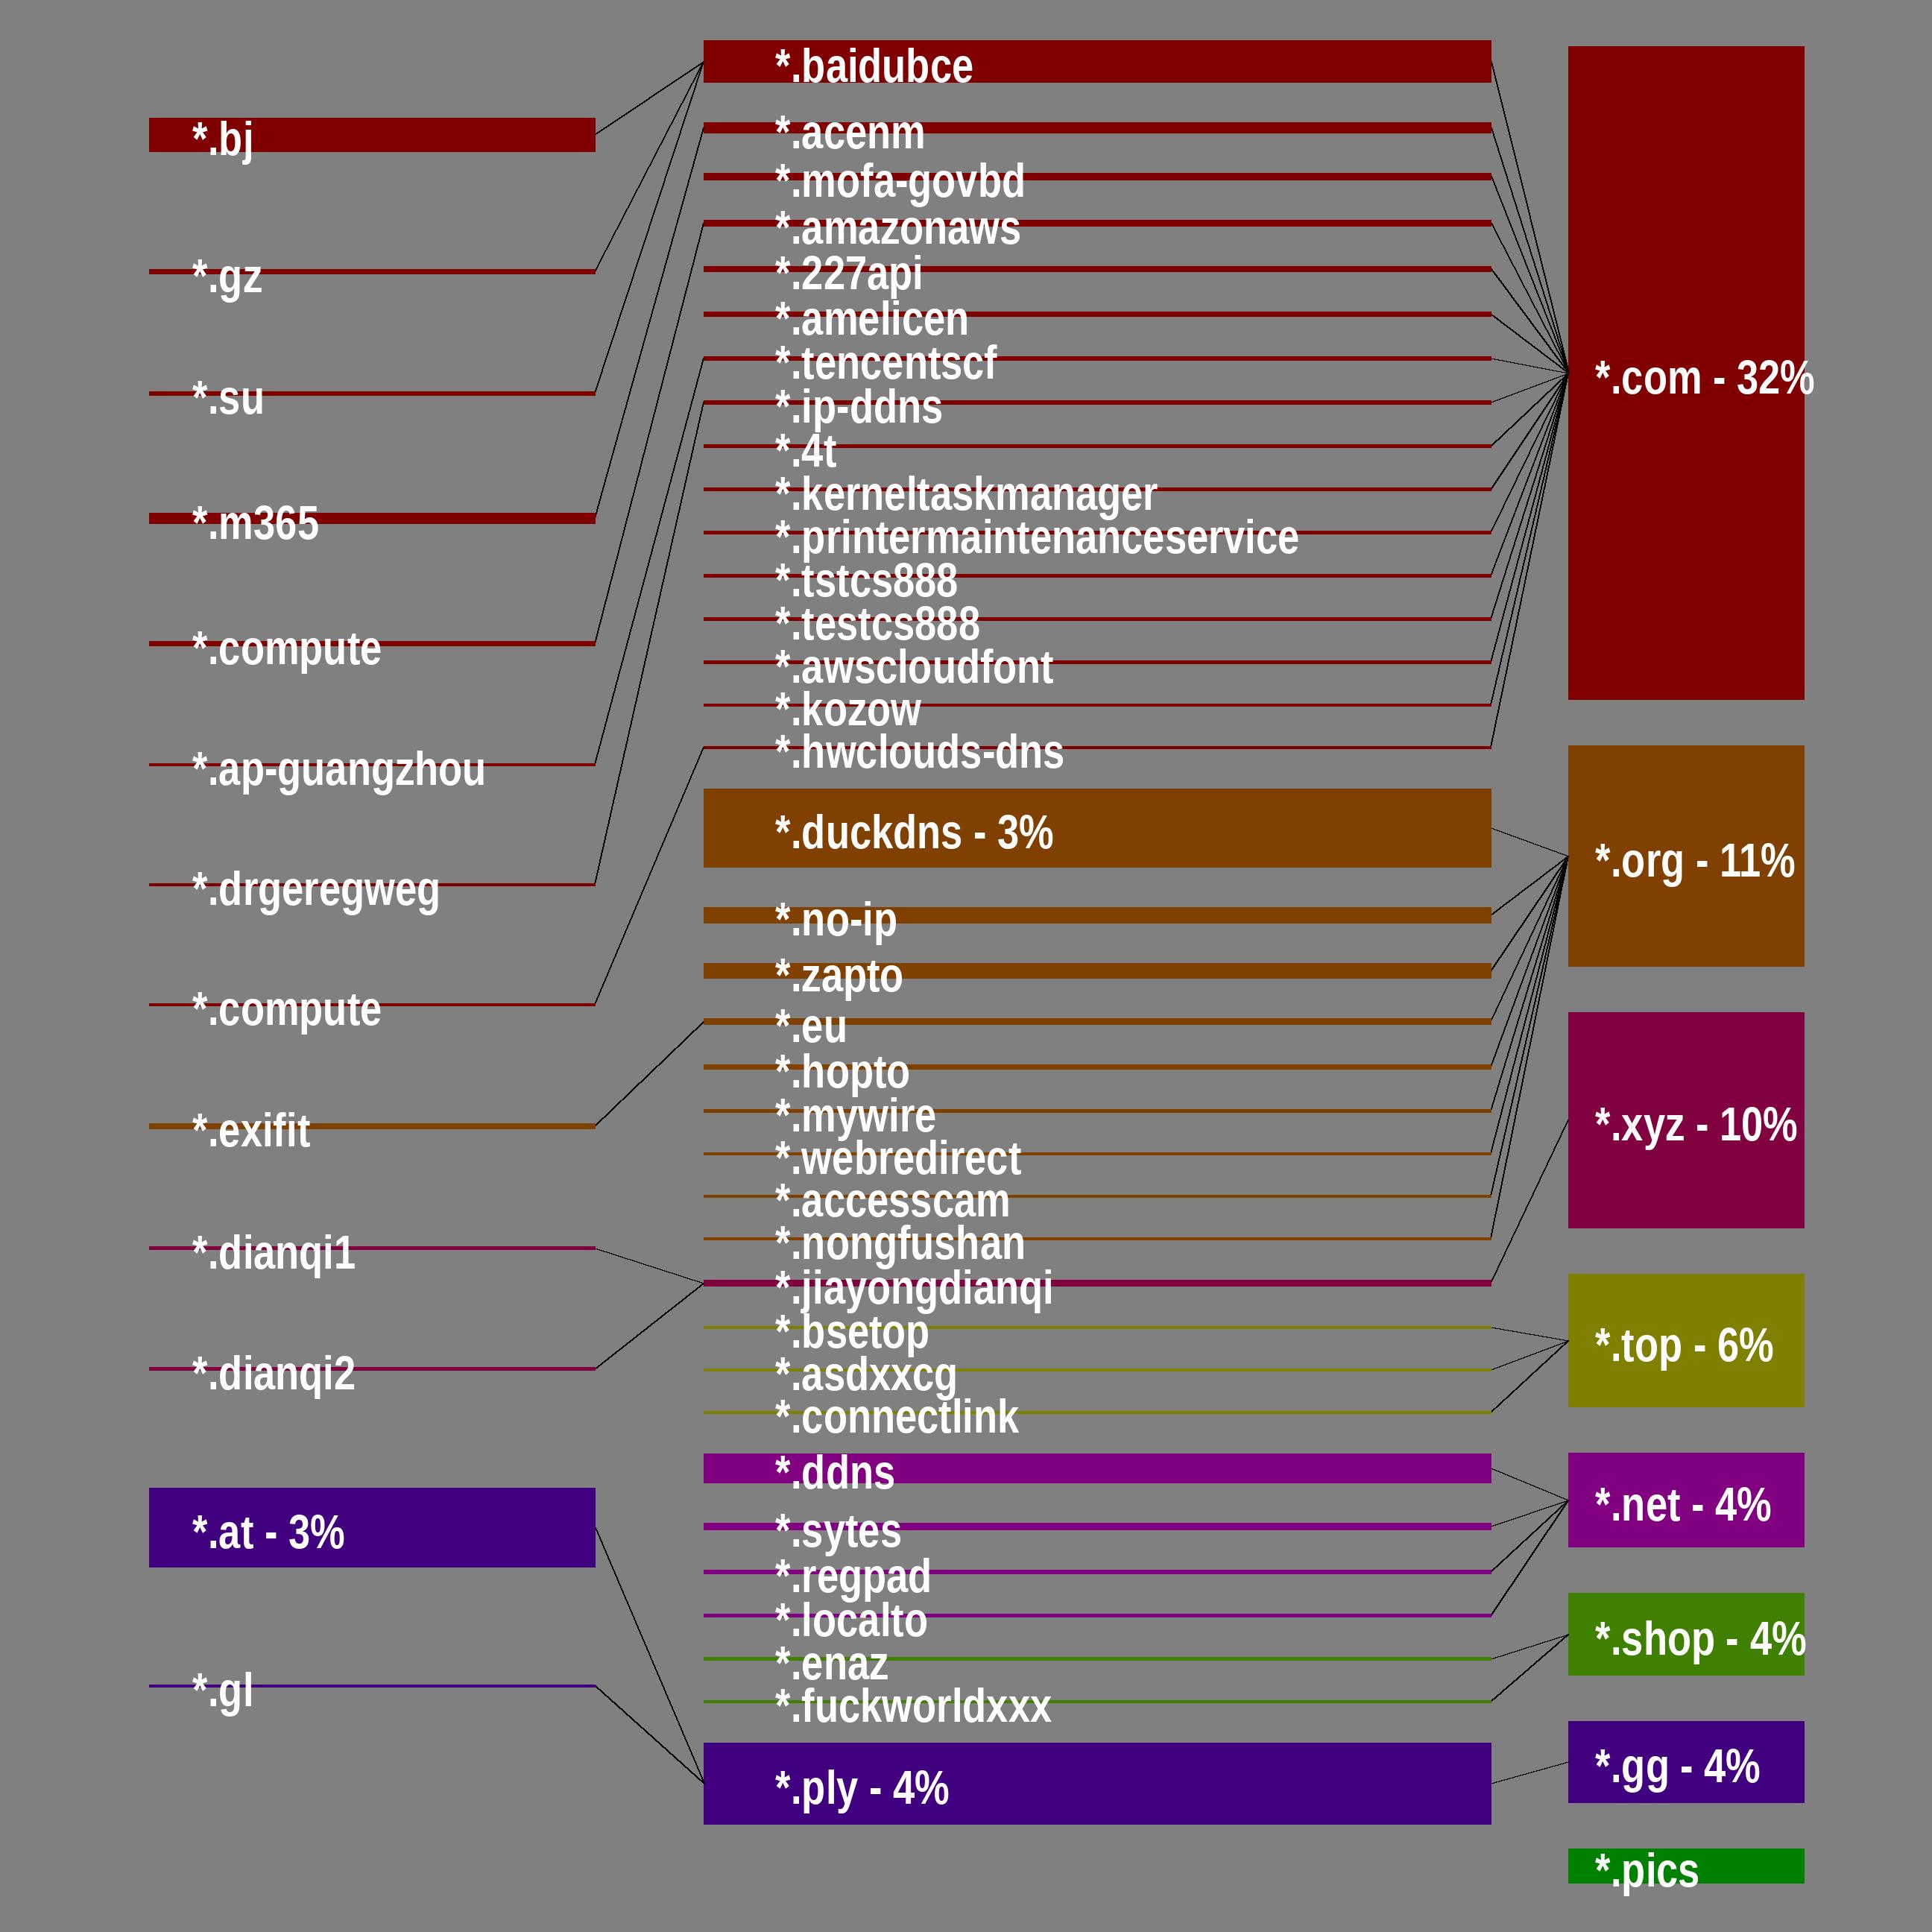 *.bj
*.gz
*.su
*.m365
*.compute
*.ap-guangzhou
*.drgeregweg
*.compute
*.exifit
*.dianqi1
*.dianqi2
*.at - 3%
*.gl
*.baidubce
*.acenm
*.mofa-govbd
*.amazonaws
*.227api
*.amelicen
*.tencentscf
*.ip-ddns
*.4t
*.kerneltaskmanager
*.printermaintenanceservice
*.tstcs888
*.testcs888
*.awscloudfont
*.kozow
*.hwclouds-dns
*.duckdns - 3%
*.no-ip
*.zapto
*.eu
*.hopto
*.mywire
*.webredirect
*.accesscam
*.nongfushan
*.jiayongdianqi
*.bsetop
*.asdxxcg
*.connectlink
*.ddns
*.sytes
*.regpad
*.localto
*.enaz
*.fuckworldxxx
*.ply - 4%
*.com - 32%
*.org - 11%
*.xyz - 10%
*.top - 6%
*.net - 4%
*.shop - 4%
*.gg - 4%
*.pics